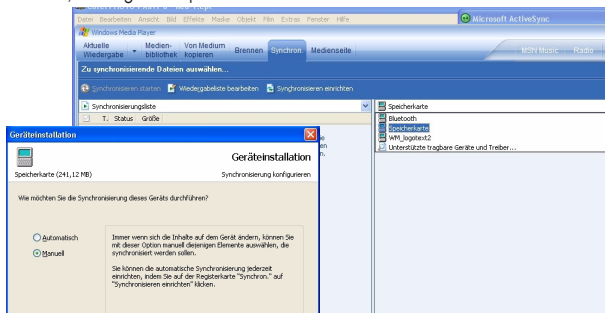 Datei Bearbeiten Ansicht Bild Effekte Maske Objekt Film Extras Fenster Hilfe
Microsoft ActiveSync
Windows Media Player
Aktuelle Wiedergabe
Medien-bibliothek
Von Medium kopieren
Brennen
Synchron.
Medienseite
MSN Music
Radio
Zu synchronisierende Dateien auswählen...
Synchronisieren starten
Wiedergabeliste bearbeiten
Synchronisieren einrichten
Synchronisierungsliste
Speicherkarte
T. Status Größe
Bluetooth
Speicherkarte
WM_logotext2
Unterstützte tragbare Geräte und Treiber...
Geräteinstallation
Geräteinstallation
Speicherkarte (241,12 MB)
Synchronisierung konfigurieren
Wie möchten Sie die Synchronisierung dieses Geräts durchführen?
Automatisch
Manuell
Immer wenn sich die Inhalte auf dem Gerät ändern, können Sie
mit dieser Option manuell diejenigen Elemente auswählen, die
synchronisiert werden sollen.
Sie können die automatische Synchronisierung jederzeit
einrichten, indem Sie auf der Registerkarte "Synchron." auf
"Synchronisieren einrichten" klicken.